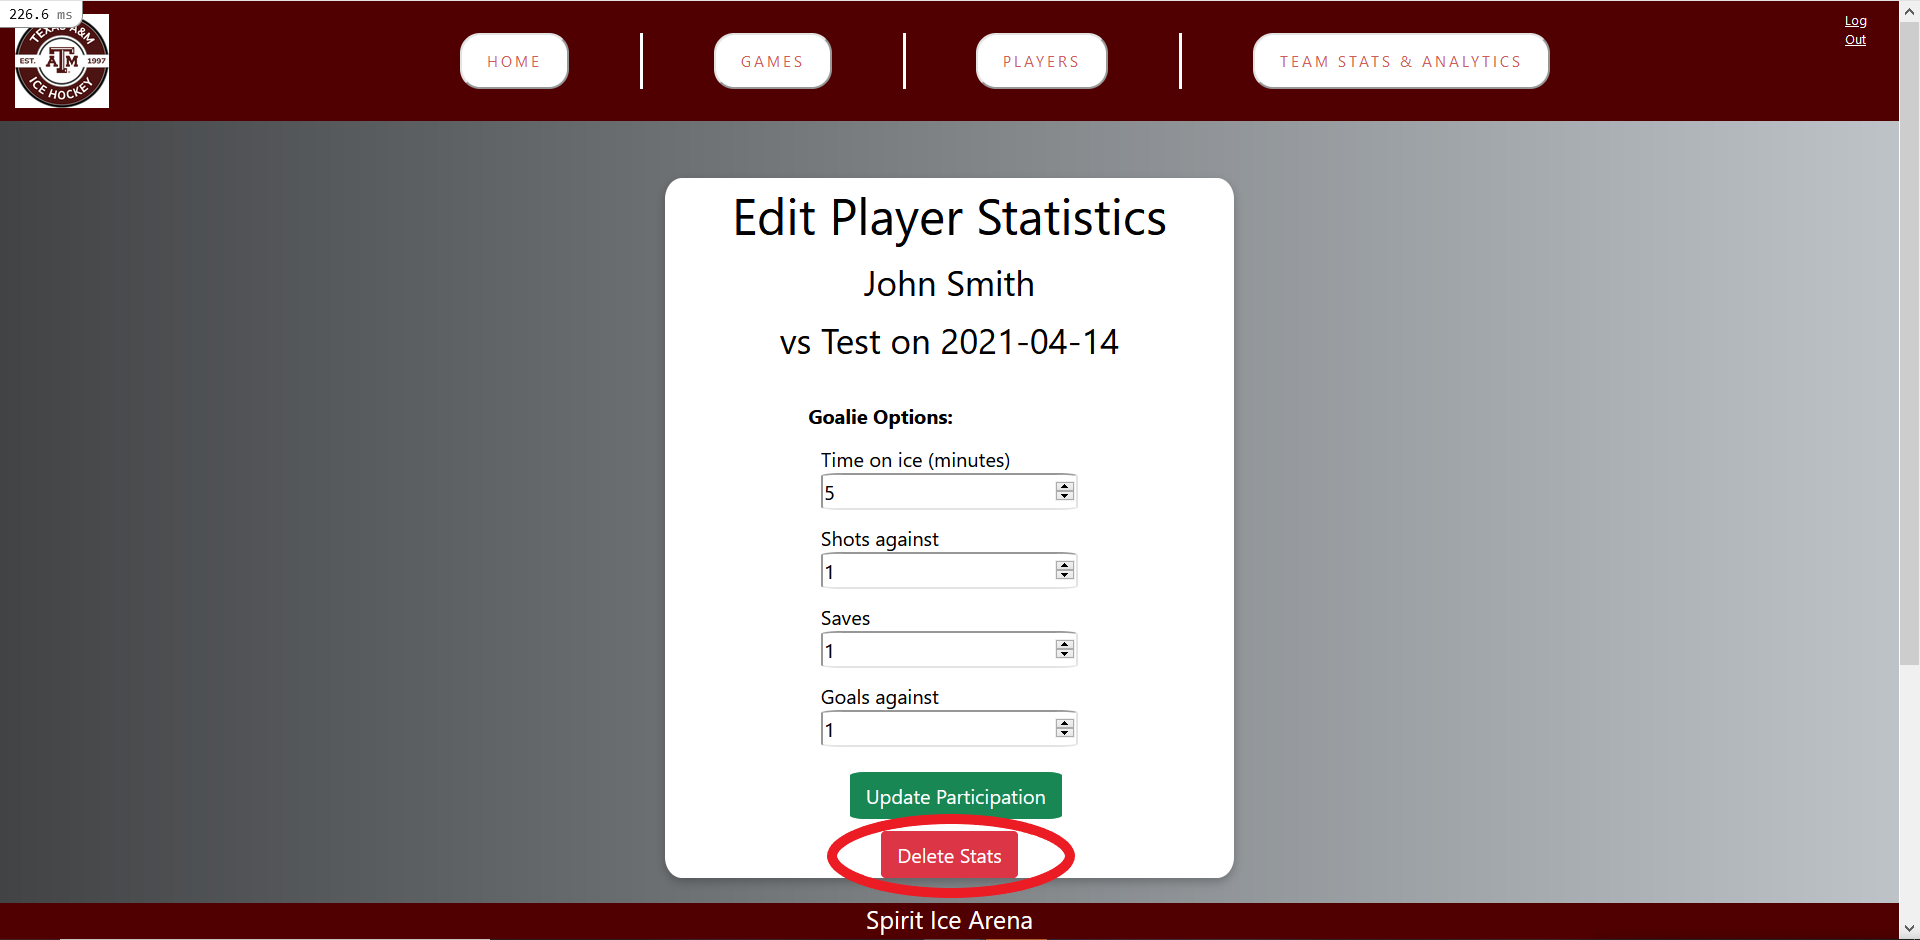 226.6 ms
TEXAS A&M
EST. ATM 1997
ICE HOCKEY
HOME
GAMES
PLAYERS
TEAM STATS & ANALYTICS
Log
Out
Edit Player Statistics
John Smith
vs Test on 2021-04-14
Goalie Options:
Time on ice (minutes)
5
Shots against
1
Saves
1
Goals against
1
Update Participation
Delete Stats
Spirit Ice Arena